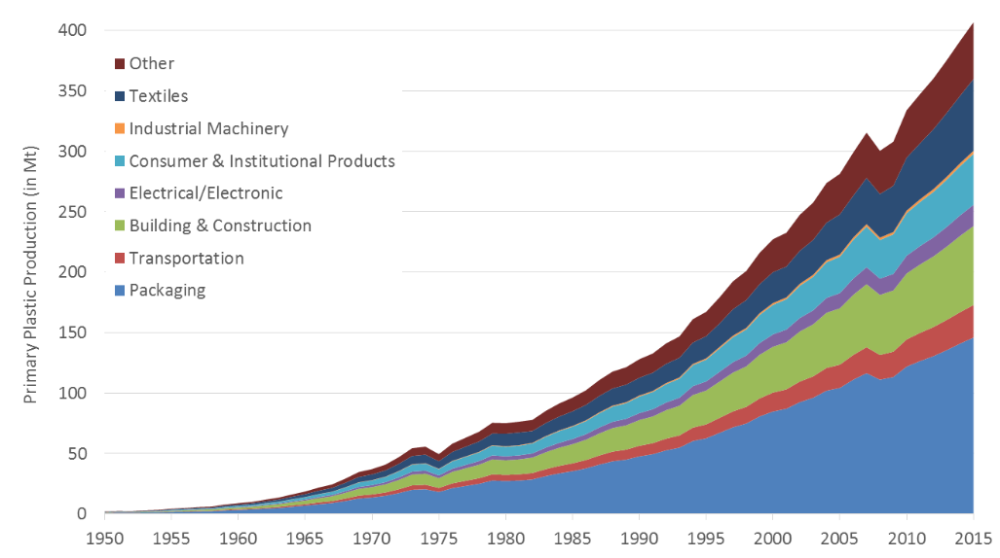 Primary Plastic Production (in Mt)
400
350
300
250
200
150
100
50
0
Other
Textiles
Industrial Machinery
Consumer & Institutional Products
Electrical/Electronic
Building & Construction
Transportation
Packaging
1950 1955 1960 1965 1970 1975 1980 1985 1990 1995 2000 2005 2010 2015